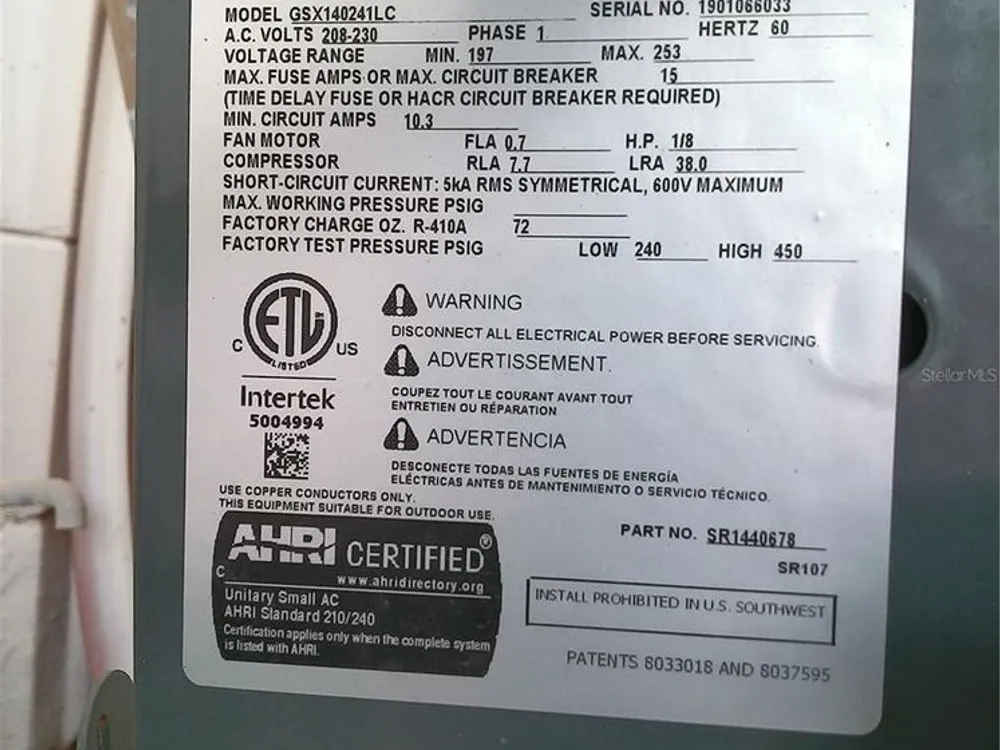 MODEL GSX140241LC SERIAL NO. 1901066033
A.C. VOLTS 208-230 PHASE 1 HERTZ 60
VOLTAGE RANGE MIN. 197 MAX. 253
MAX. FUSE AMPS OR MAX. CIRCUIT BREAKER 15
(TIME DELAY FUSE OR HACR CIRCUIT BREAKER REQUIRED)
MIN. CIRCUIT AMPS 10.3
FAN MOTOR FLA 0.7 H.P. 1/8
COMPRESSOR RLA 7.7 LRA 38.0
SHORT-CIRCUIT CURRENT: 5kA RMS SYMMETRICAL, 600V MAXIMUM
MAX. WORKING PRESSURE PSIG
FACTORY CHARGE OZ. R-410A 72
FACTORY TEST PRESSURE PSIG LOW 240 HIGH 450
ETL
LISTED
C US
Intertek
5004994
WARNING
DISCONNECT ALL ELECTRICAL POWER BEFORE SERVICING.
ADVERTISSEMENT.
COUPEZ TOUT LE COURANT AVANT TOUT
ENTRETIEN OU RÉPARATION
ADVERTENCIA
DESCONECTE TODAS LAS FUENTES DE ENERGÍA
ELÉCTRICAS ANTES DE MANTENIMIENTO O SERVICIO TÉCNICO.
USE COPPER CONDUCTORS ONLY.
THIS EQUIPMENT SUITABLE FOR OUTDOOR USE.
AHRI CERTIFIED®
C
www.ahridirectory.org
Unitary Small AC
AHRI Standard 210/240
Certification applies only when the complete system
is listed with AHRI.
PART NO. SR1440678
SR107
INSTALL PROHIBITED IN U.S. SOUTHWEST
PATENTS 8033018 AND 8037595
StellarMLS